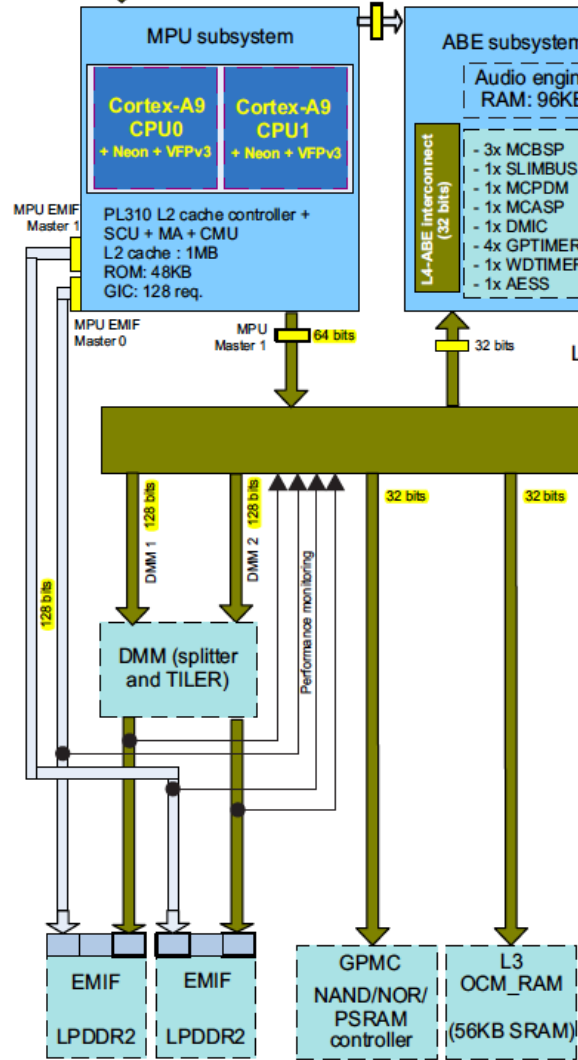 MPU subsystem
Cortex-A9
CPU0
+ Neon + VFPv3
Cortex-A9
CPU1
+ Neon + VFPv3
PL310 L2 cache controller +
SCU + MA + CMU
L2 cache : 1MB
ROM: 48KB
GIC: 128 req.
MPU EMIF
Master 1
MPU EMIF
Master 0
MPU
Master 1
64 bits
ABE subsystem
Audio engin
RAM: 96KB
L4-ABE interconnect
(32 bits)
- 3x MCBSP
- 1x SLIMBUS
- 1x MCPDM
- 1x MCASP
- 1x DMIC
- 4x GPTIMER
- 1x WDTIMER
- 1x AESS
32 bits
L
DMM 1 128 bits
DMM 2 128 bits
Performance monitoring
32 bits
32 bits
128 bits
DMM (splitter
and TILER)
EMIF
LPDDR2
EMIF
LPDDR2
GPMC
NAND/NOR/
PSRAM
controller
L3
OCM_RAM
(56KB SRAM)